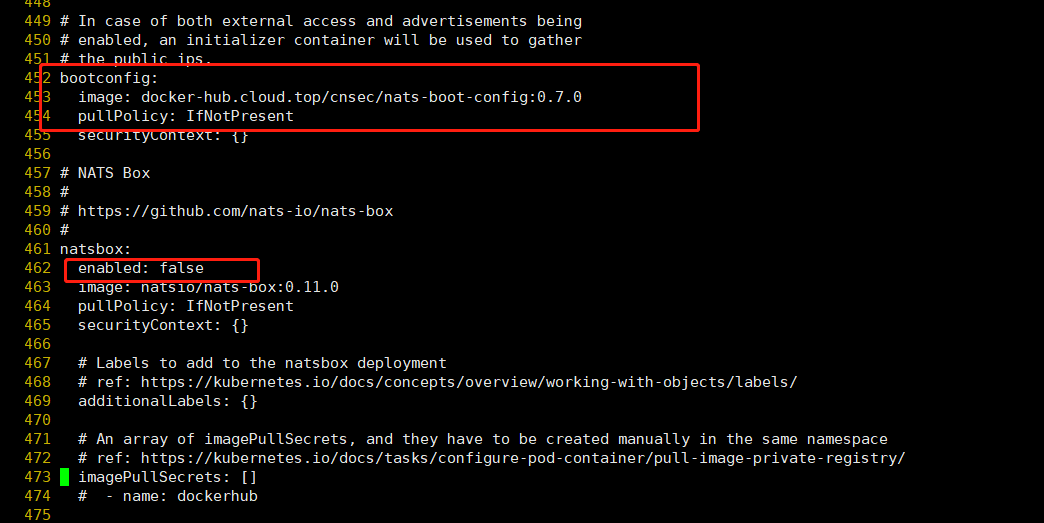 448
449 # In case of both external access and advertisements being
450 # enabled, an initializer container will be used to gather
451 # the public ips.
452 bootconfig:
453   image: docker-hub.cloud.top/cnsec/nats-boot-config:0.7.0
454   pullPolicy: IfNotPresent
455   securityContext: {}
456
457 # NATS Box
458 #
459 # https://github.com/nats-io/nats-box
460 #
461 natsbox:
462   enabled: false
463   image: natsio/nats-box:0.11.0
464   pullPolicy: IfNotPresent
465   securityContext: {}
466
467   # Labels to add to the natsbox deployment
468   # ref: https://kubernetes.io/docs/concepts/overview/working-with-objects/labels/
469   additionalLabels: {}
470
471   # An array of imagePullSecrets, and they have to be created manually in the same namespace
472   # ref: https://kubernetes.io/docs/tasks/configure-pod-container/pull-image-private-registry/
473   imagePullSecrets: []
474   #  - name: dockerhub
475